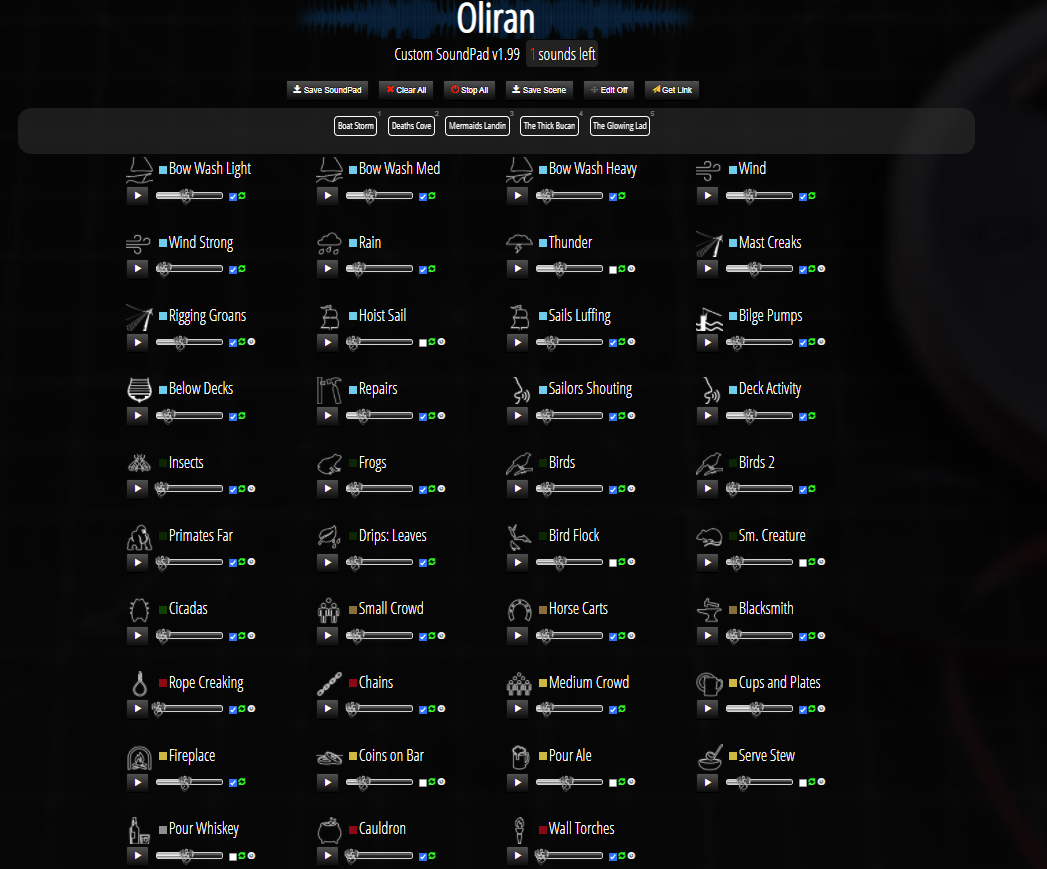 Oliran
Custom SoundPad v1.99 1 sounds left
Save SoundPad Clear All Stop All Save Scene Edit Off Get Link
Boat Storm 1 Deaths Cove 2 Mermaids Landin 3 The Thick Bucan 4 The Glowing Lad 5
Bow Wash Light Bow Wash Med Bow Wash Heavy Wind
Wind Strong Rain Thunder Mast Creaks
Rigging Groans Hoist Sail Sails Luffing Bilge Pumps
Below Decks Repairs Sailors Shouting Deck Activity
Insects Frogs Birds Birds 2
Primates Far Drips: Leaves Bird Flock Sm. Creature
Cicadas Small Crowd Horse Carts Blacksmith
Rope Creaking Chains Medium Crowd Cups and Plates
Fireplace Coins on Bar Pour Ale Serve Stew
Pour Whiskey Cauldron Wall Torches